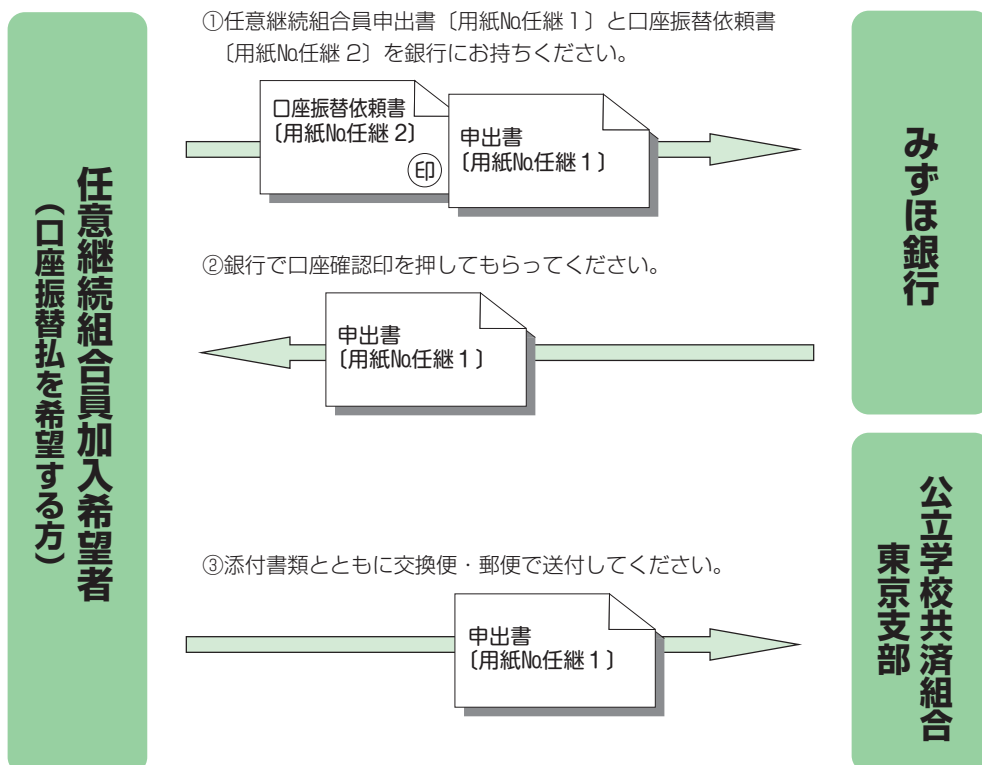 任意継続組合員加入希望者
（口座振替払を希望する方）
①任意継続組合員申出書〔用紙№任継１〕と口座振替依頼書
〔用紙№任継２〕を銀行にお持ちください。
口座振替依頼書
〔用紙№任継２〕
印
申出書
〔用紙№任継１〕
②銀行で口座確認印を押してもらってください。
申出書
〔用紙№任継１〕
③添付書類とともに交換便・郵便で送付してください。
申出書
〔用紙№任継１〕
みずほ銀行
公立学校共済組合
東京支部